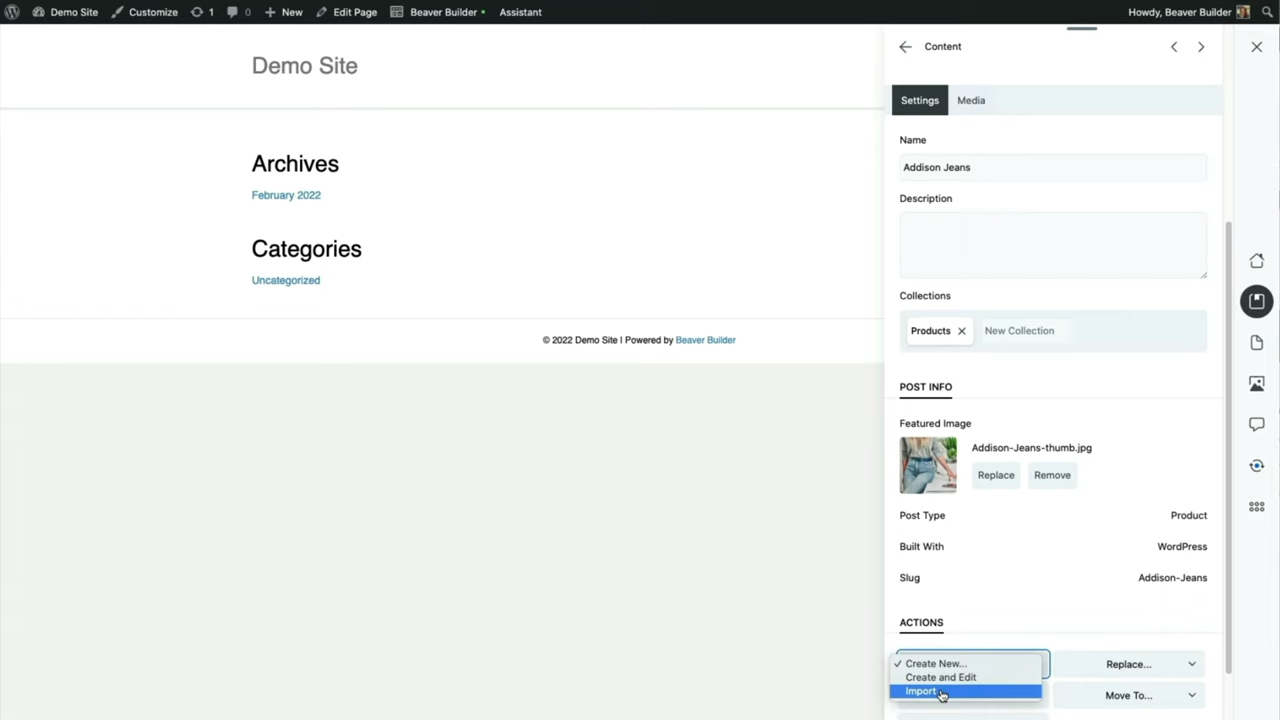 Demo Site Customize 1 0 New Edit Page Beaver Builder Assistant Howdy, Beaver Builder
Demo Site
Archives
February 2022
Categories
Uncategorized
© 2022 Demo Site | Powered by Beaver Builder
Content
Settings Media
Name
Addison Jeans
Description
Collections
Products New Collection
POST INFO
Featured Image
Addison-Jeans-thumb.jpg
Replace Remove
Post Type Product
Built With WordPress
Slug Addison-Jeans
ACTIONS
Create New... Replace...
Create and Edit
Import Move To...